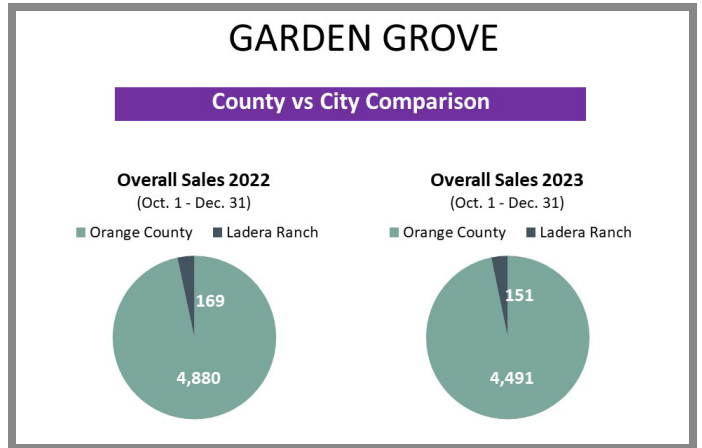 GARDEN GROVE
County vs City Comparison
Overall Sales 2022
(Oct. 1 - Dec. 31)
Orange County Ladera Ranch
169
4,880
Overall Sales 2023
(Oct. 1 - Dec. 31)
Orange County Ladera Ranch
151
4,491